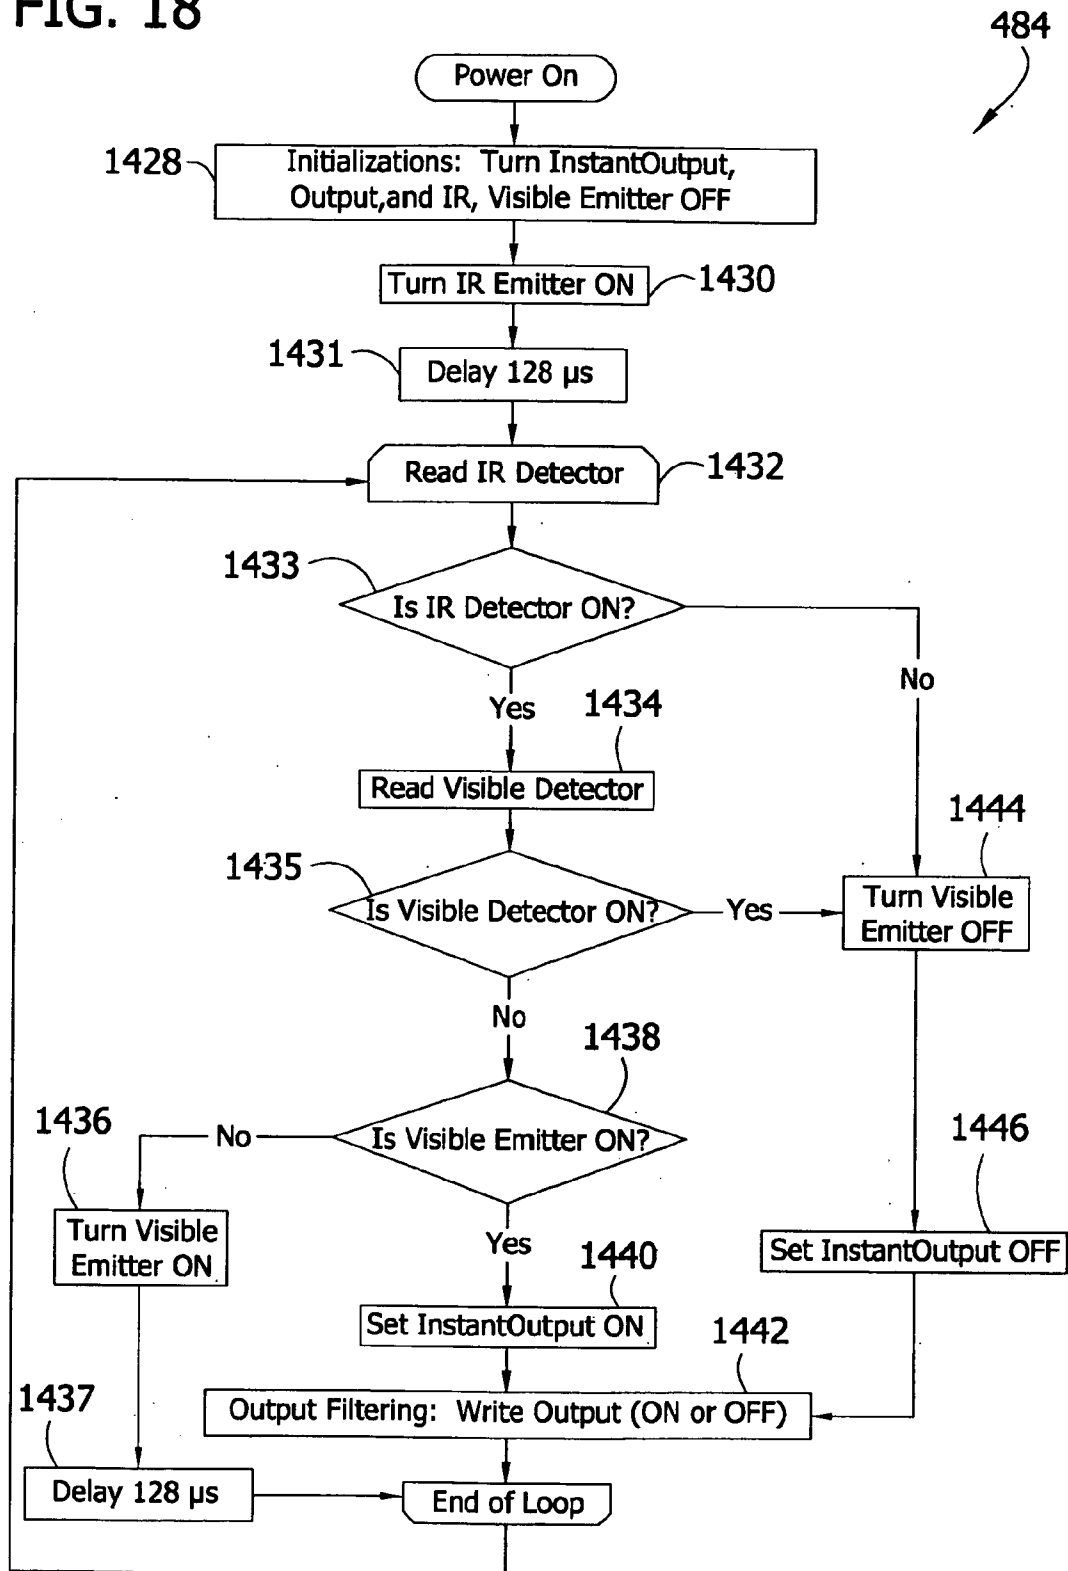 FIG. 18
484
Power On
1428
Initializations: Turn InstantOutput,
Output,and IR, Visible Emitter OFF
Turn IR Emitter ON
1430
1431
Delay 128 µs
Read IR Detector
1432
1433
Is IR Detector ON?
No
Yes
1434
Read Visible Detector
1444
1435
Is Visible Detector ON?
Yes
Turn Visible
Emitter OFF
No
1438
1436
No
Is Visible Emitter ON?
1446
Turn Visible
Emitter ON
Yes
1440
Set InstantOutput OFF
Set InstantOutput ON
1442
1437
Output Filtering: Write Output (ON or OFF)
Delay 128 µs
End of Loop